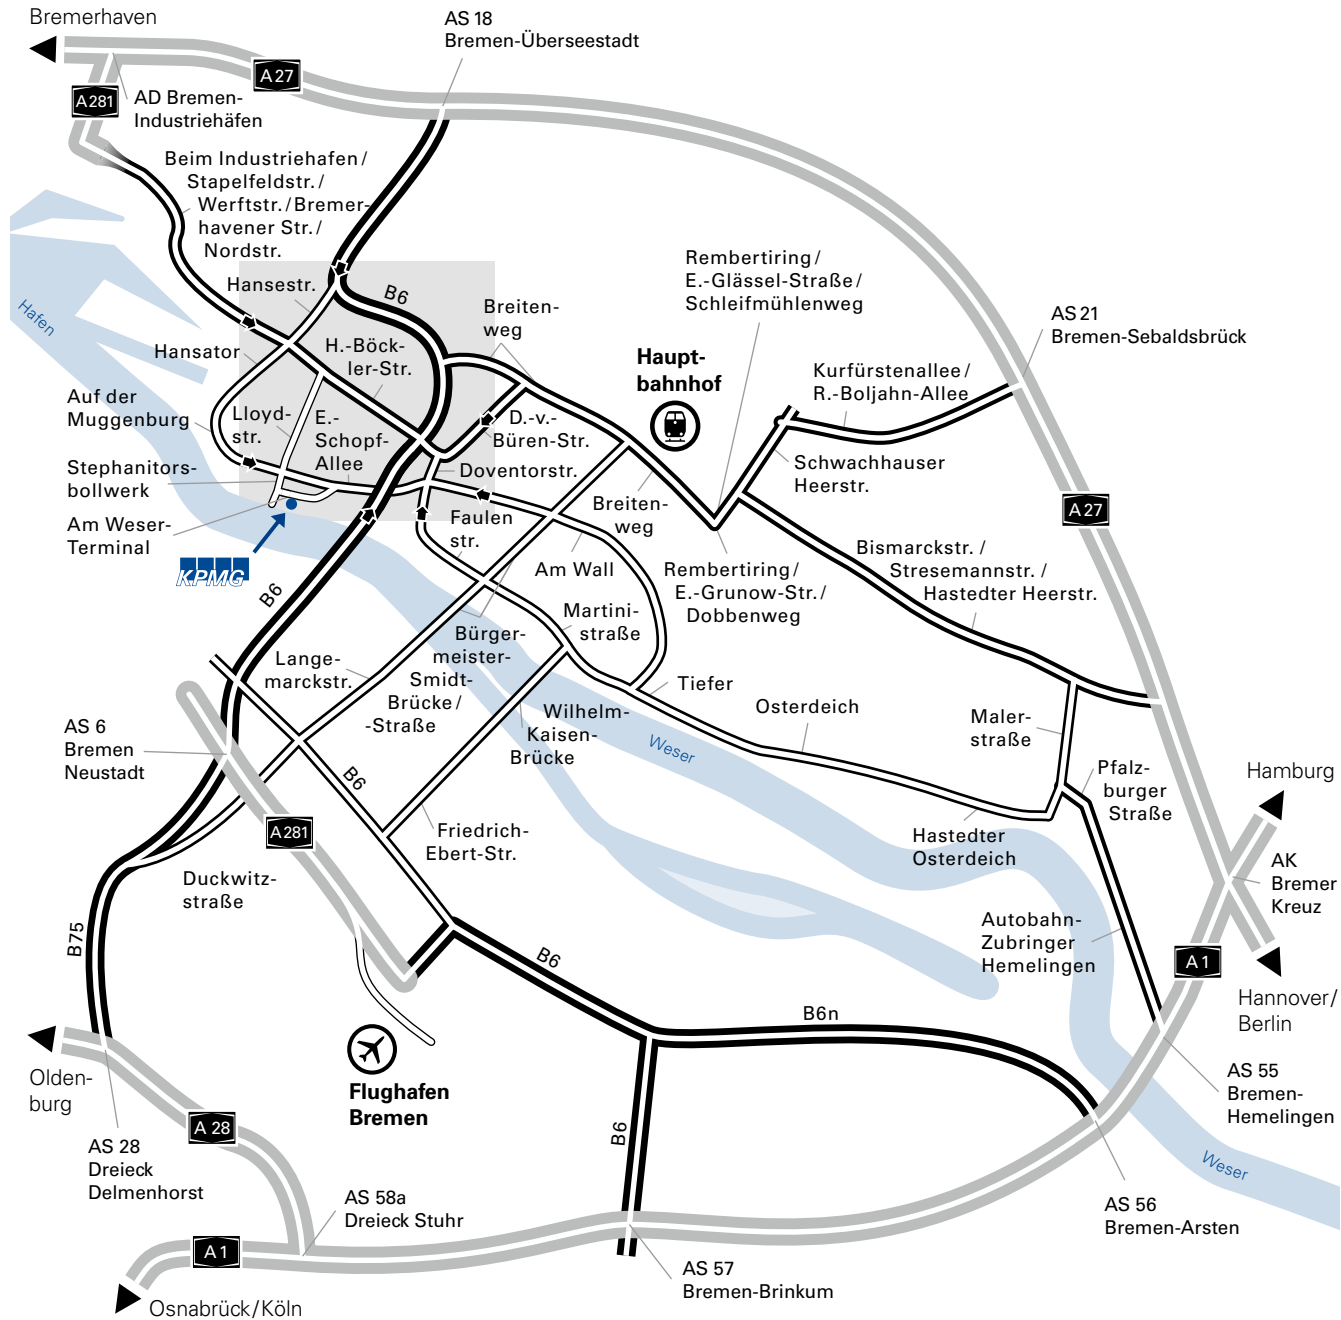 Bremerhaven
AS 18
Bremen-Überseestadt
A 27
A 281
AD Bremen-
Industriehäfen
Beim Industriehafen /
Stapelfeldstr. /
Werftstr. / Bremer-
havener Str. /
Nordstr.
Hansestr.
B6
Hafen
Breiten-
weg
Rembertiring /
E.-Glässel-Straße /
Schleifmühlenweg
AS 21
Bremen-Sebaldsbrück
Hansator
H.-Böck-
ler-Str.
Haupt-
bahnhof
Kurfürstenallee /
R.-Boljahn-Allee
Auf der
Muggenburg
Lloyd-
str.
E.-
Schopf-
Allee
D.-v.-
Büren-Str.
Doventorstr.
Schwachhauser
Heerstr.
Stephanitors-
bollwerk
Am Weser-
Terminal
KPMG
Faulen
str.
Breiten-
weg
A 27
Am Wall
Bismarckstr. /
Stresemannstr. /
Hastedter Heerstr.
Rembertiring /
E.-Grunow-Str. /
Dobbenweg
B6
Martini-
straße
Bürger-
meister-
Smidt-
Brücke /
-Straße
Lange-
marckstr.
Tiefer
Osterdeich
Wilhelm-
Kaisen-
Brücke
Weser
Maler-
straße
AS 6
Bremen
Neustadt
B6
Pfalz-
burger
Straße
Hamburg
A 281
Friedrich-
Ebert-Str.
Hastedter
Osterdeich
AK
Bremer
Kreuz
Duckwitz-
straße
B75
Autobahn-
Zubringer
Hemelingen
B6
A 1
Hannover/
Berlin
B6n
Flughafen
Bremen
Olden-
burg
A 28
AS 55
Bremen-
Hemelingen
AS 28
Dreieck
Delmenhorst
B6
Weser
AS 58a
Dreieck Stuhr
AS 56
Bremen-Arsten
A 1
AS 57
Bremen-Brinkum
Osnabrück/Köln